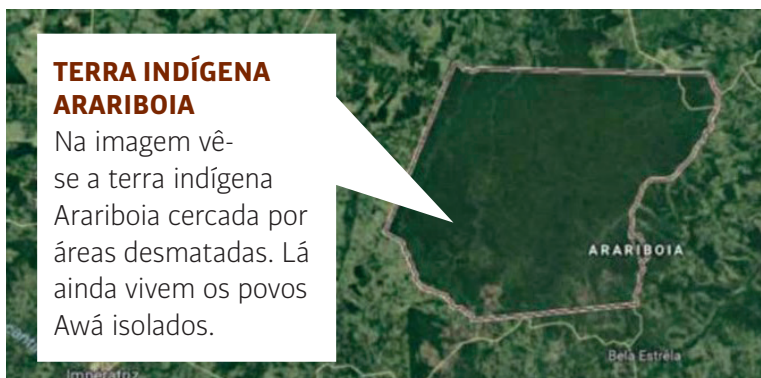 TERRA INDÍGENA
ARARIBOIA
Na imagem vê-
se a terra indígena
Arariboia cercada por
áreas desmatadas. Lá
ainda vivem os povos
Awá isolados.
ARARIBOIA
Bela Estrêla
Imperatriz